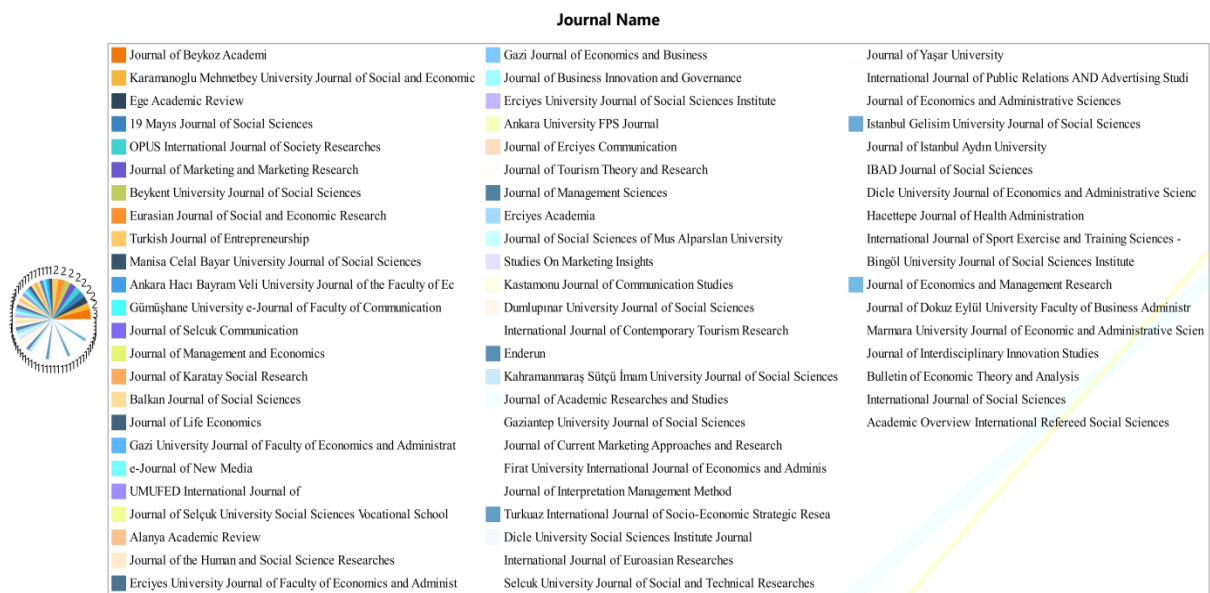 Journal Name
Journal of Beykoz Academi
Karamanoglu Mehmetbey University Journal of Social and Economic
Ege Academic Review
19 Mayıs Journal of Social Sciences
OPUS International Journal of Society Researches
Journal of Marketing and Marketing Research
Beykent University Journal of Social Sciences
Eurasian Journal of Social and Economic Research
Turkish Journal of Entrepreneurship
Manisa Celal Bayar University Journal of Social Sciences
Ankara Hacı Bayram Veli University Journal of the Faculty of Ec
Gümüşhane University e-Journal of Faculty of Communication
Journal of Selcuk Communication
Journal of Management and Economics
Journal of Karatay Social Research
Balkan Journal of Social Sciences
Journal of Life Economics
Gazi University Journal of Faculty of Economics and Administrat
e-Journal of New Media
UMUFED International Journal of
Journal of Selçuk University Social Sciences Vocational School
Alanya Academic Review
Journal of the Human and Social Science Researches
Erciyes University Journal of Faculty of Economics and Administ
Gazi Journal of Economics and Business
Journal of Business Innovation and Governance
Erciyes University Journal of Social Sciences Institute
Ankara University FPS Journal
Journal of Erciyes Communication
Journal of Tourism Theory and Research
Journal of Management Sciences
Erciyes Academia
Journal of Social Sciences of Mus Alparslan University
Studies On Marketing Insights
Kastamonu Journal of Communication Studies
Dumlupınar University Journal of Social Sciences
International Journal of Contemporary Tourism Research
Enderun
Kahramanmaraş Sütçü İmam University Journal of Social Sciences
Journal of Academic Researches and Studies
Gaziantep University Journal of Social Sciences
Journal of Current Marketing Approaches and Research
Firat University International Journal of Economics and Adminis
Journal of Interpretation Management Method
Turkuaz International Journal of Socio-Economic Strategic Resea
Dicle University Social Sciences Institute Journal
International Journal of Euroasian Researches
Selcuk University Journal of Social and Technical Researches
Journal of Yaşar University
International Journal of Public Relations AND Advertising Studi
Journal of Economics and Administrative Sciences
Istanbul Gelisim University Journal of Social Sciences
Journal of Istanbul Aydın University
IBAD Journal of Social Sciences
Dicle University Journal of Economics and Administrative Scienc
Hacettepe Journal of Health Administration
International Journal of Sport Exercise and Training Sciences -
Bingöl University Journal of Social Sciences Institute
Journal of Economics and Management Research
Journal of Dokuz Eylül University Faculty of Business Administr
Marmara University Journal of Economic and Administrative Scien
Journal of Interdisciplinary Innovation Studies
Bulletin of Economic Theory and Analysis
International Journal of Social Sciences
Academic Overview International Refereed Social Sciences